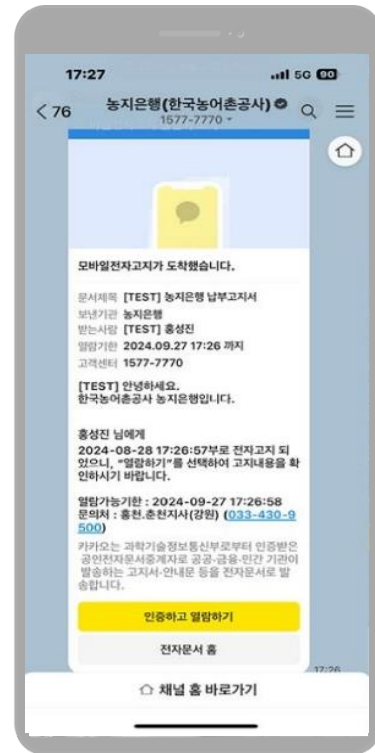 17:27
5G 90
76
농지은행(한국농어촌공사)
1577-7770
모바일전자고지가 도착했습니다.
문서제목 [TEST] 농지은행 납부고지서
보낸기관 농지은행
받는사람 [TEST] 홍성진
열람기한 2024.09.27 17:26 까지
고객센터 1577-7770
[TEST] 안녕하세요.
한국농어촌공사 농지은행입니다.
홍성진 님에게
2024-08-28 17:26:57부로 전자고지 되
었으니, "열람하기"를 선택하여 고지내용을 확
인하시기 바랍니다.
열람가능기한 : 2024-09-27 17:26:58
문의처 : 홍천.춘천지사(강원) (033-430-9
500)
카카오는 과학기술정보통신부로부터 인증받은
공인전자문서중계자로 공공·금융·민간 기관이
발송하는 고지서·안내문 등을 전자문서로 발
송합니다.
인증하고 열람하기
전자문서 홈
17:26
채널 홈 바로가기